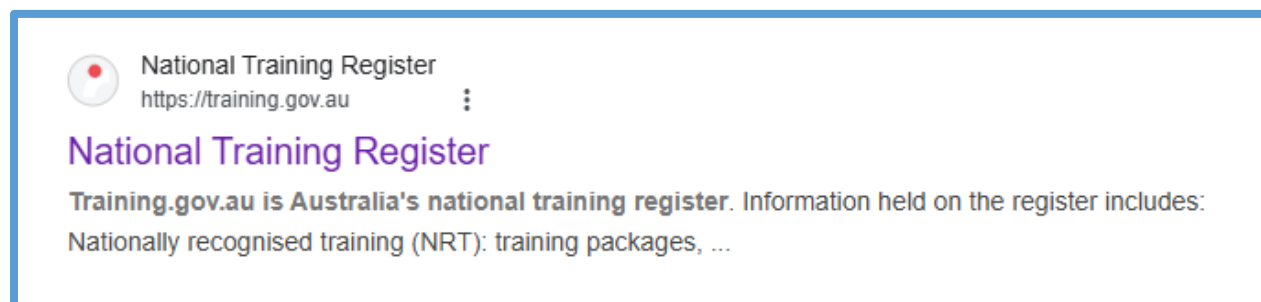 National Training Register
https://training.gov.au
National Training Register
Training.gov.au is Australia's national training register. Information held on the register includes:
Nationally recognised training (NRT): training packages, ...